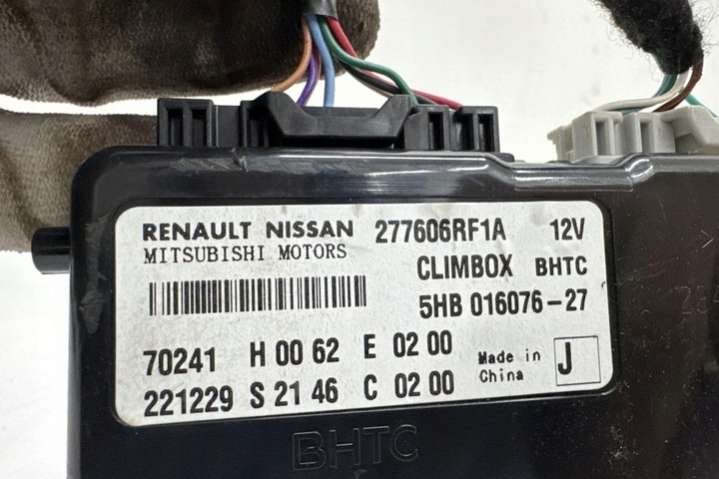 RENAULT NISSAN 277606RF1A 12V
MITSUBISHI MOTORS
CLIMBOX BHTC
5HB 016076-27
70241 H 00 62 E 02 00
221229 S 21 46 C 02 00
Made in
China
J
BHTC